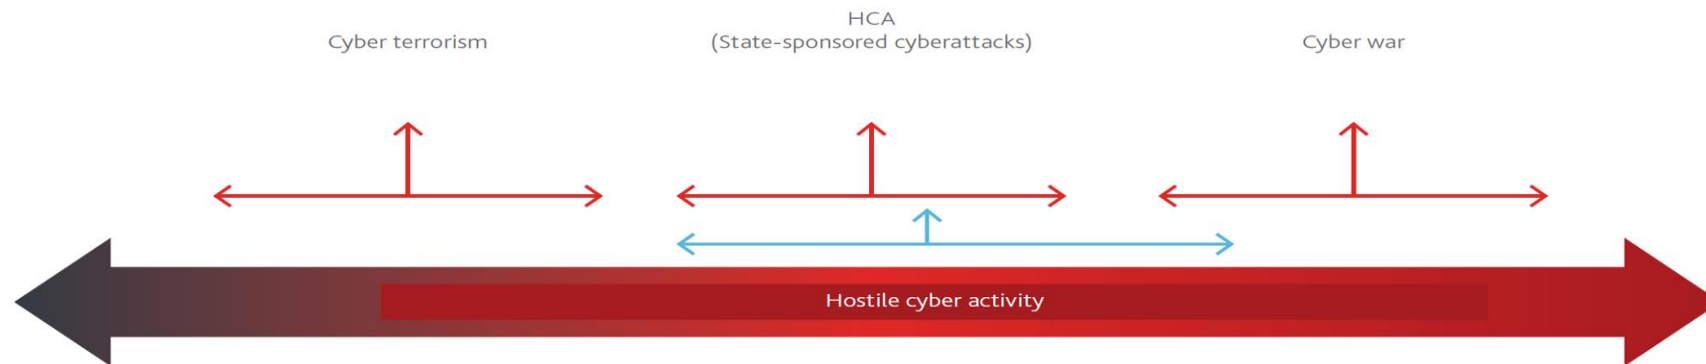 Cyber terrorism
HCA
(State-sponsored cyberattacks)
Cyber war
Hostile cyber activity